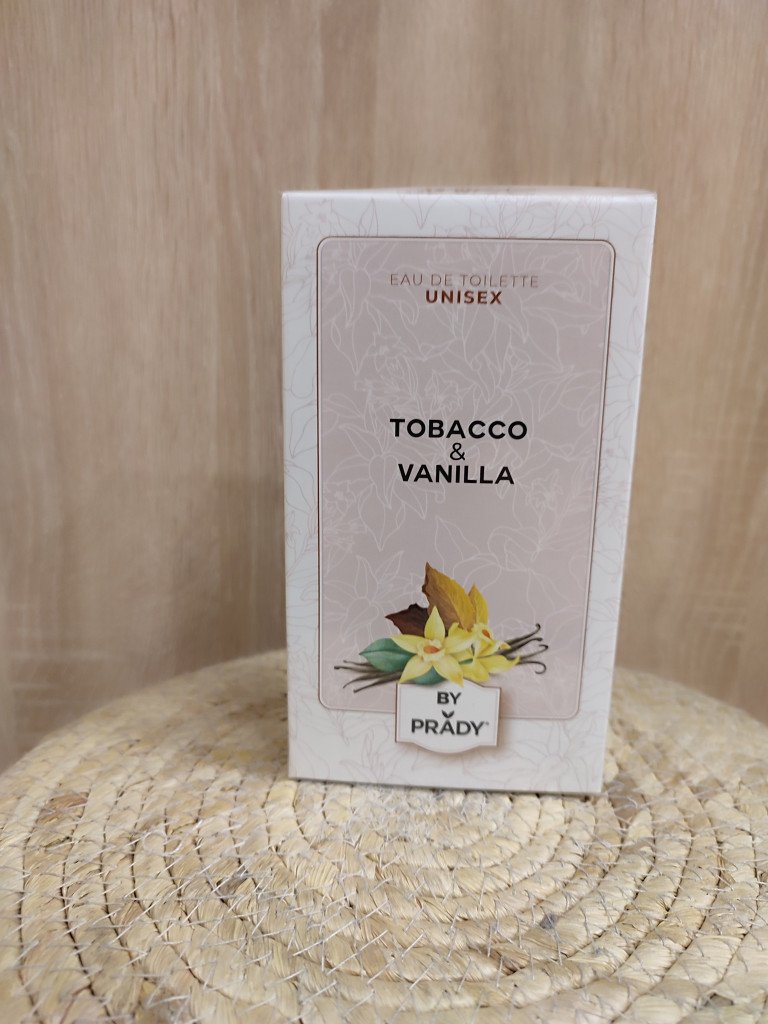 EAU DE TOILETTE
UNISEX
TOBACCO
&
VANILLA
BY
PRADY®